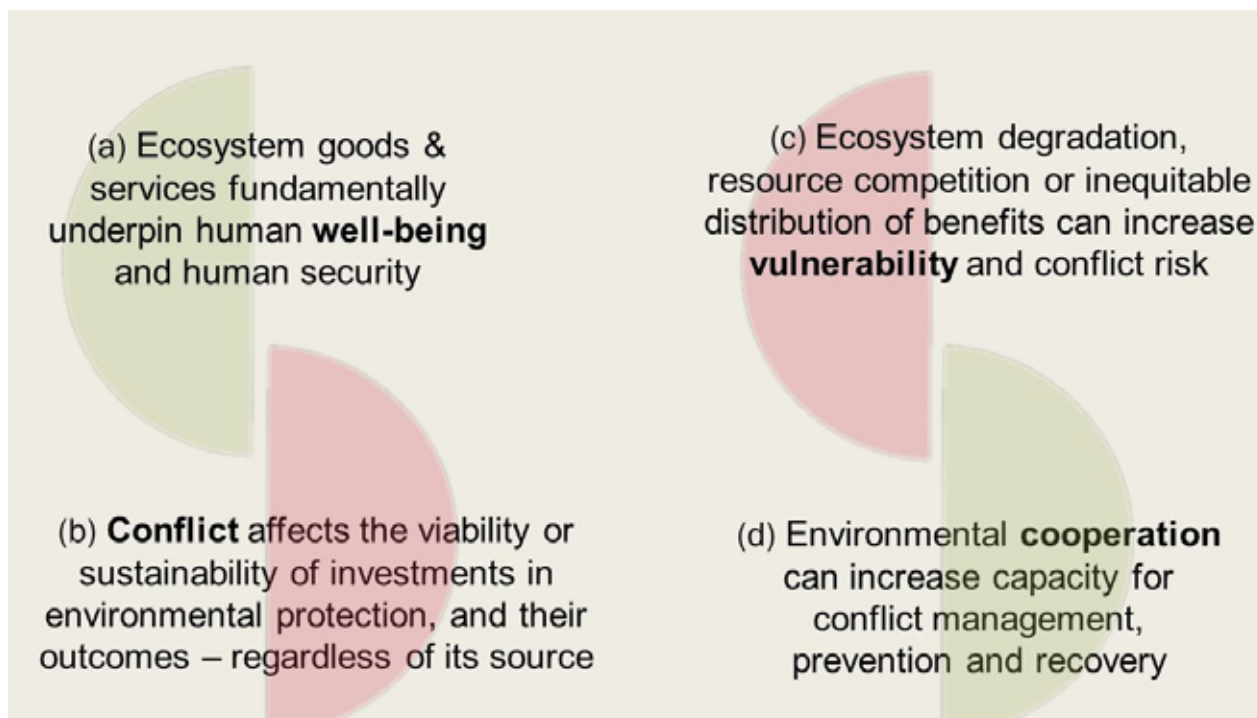 (a) Ecosystem goods &
services fundamentally
underpin human well-being
and human security
(b) Conflict affects the viability or
sustainability of investments in
environmental protection, and their
outcomes – regardless of its source
(c) Ecosystem degradation,
resource competition or inequitable
distribution of benefits can increase
vulnerability and conflict risk
(d) Environmental cooperation
can increase capacity for
conflict management,
prevention and recovery